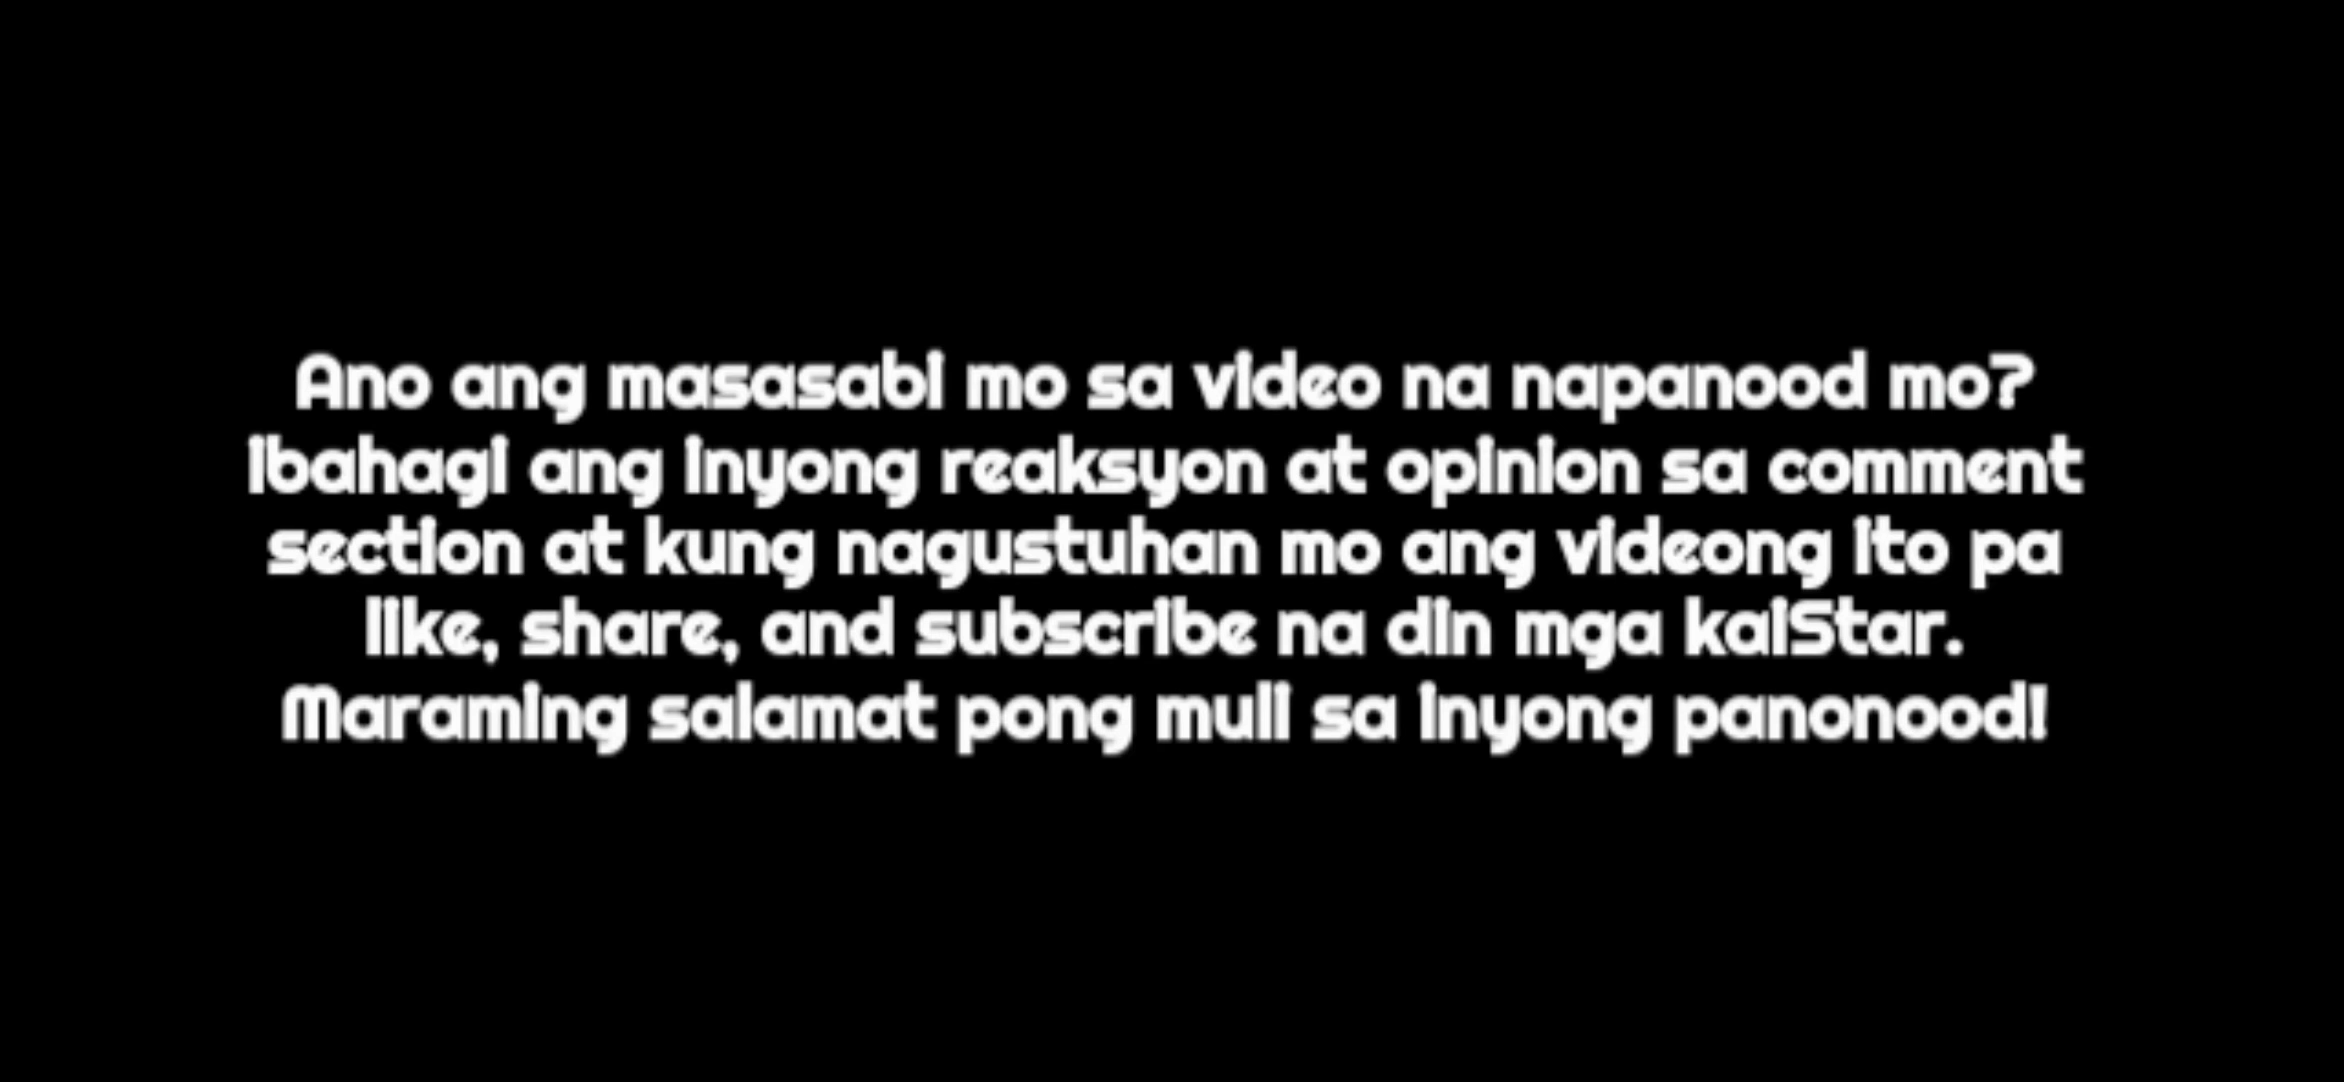 Ano ang masasabi mo sa video na napanood mo?
Ibahagi ang inyong reaksyon at opinion sa comment
section at kung nagustuhan mo ang videong ito pa
like, share, and subscribe na din mga kaiStar.
Maraming salamat pong muli sa inyong panonood!